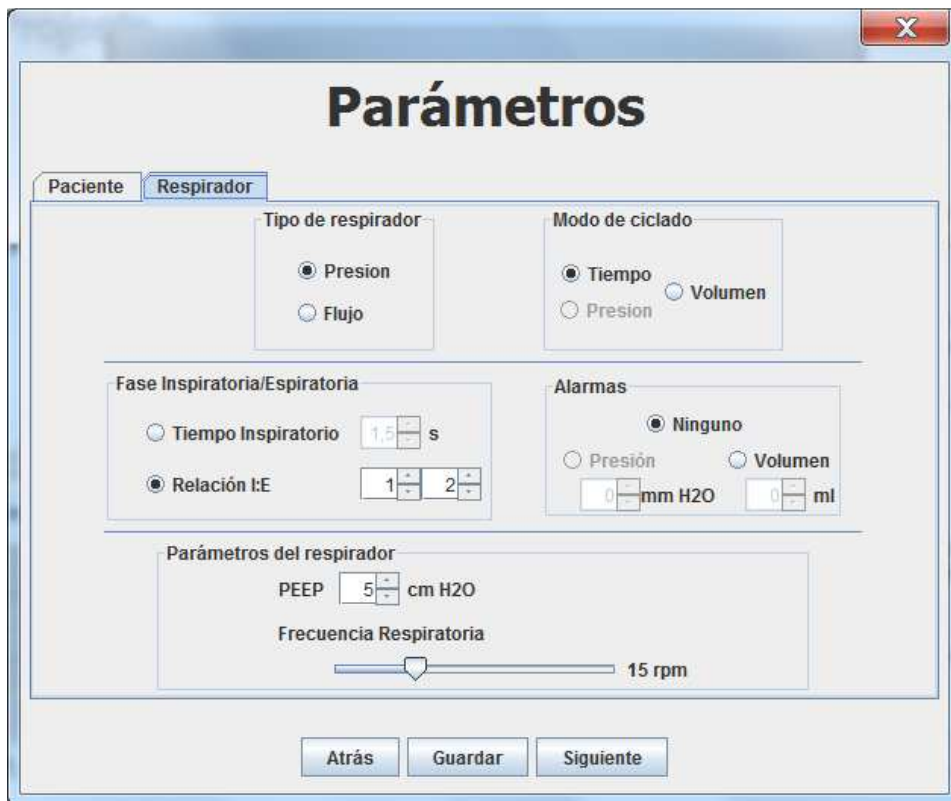 X
Parámetros
Paciente Respirador
Tipo de respirador
Presion
Flujo
Modo de ciclado
Tiempo
Volumen
Presion
Fase Inspiratoria/Espiratoria
Tiempo Inspiratorio 1,5 s
Relación I:E 1 2
Alarmas
Ninguno
Presión Volumen
0 mm H2O 0 ml
Parámetros del respirador
PEEP 5 cm H2O
Frecuencia Respiratoria
15 rpm
Atrás Guardar Siguiente